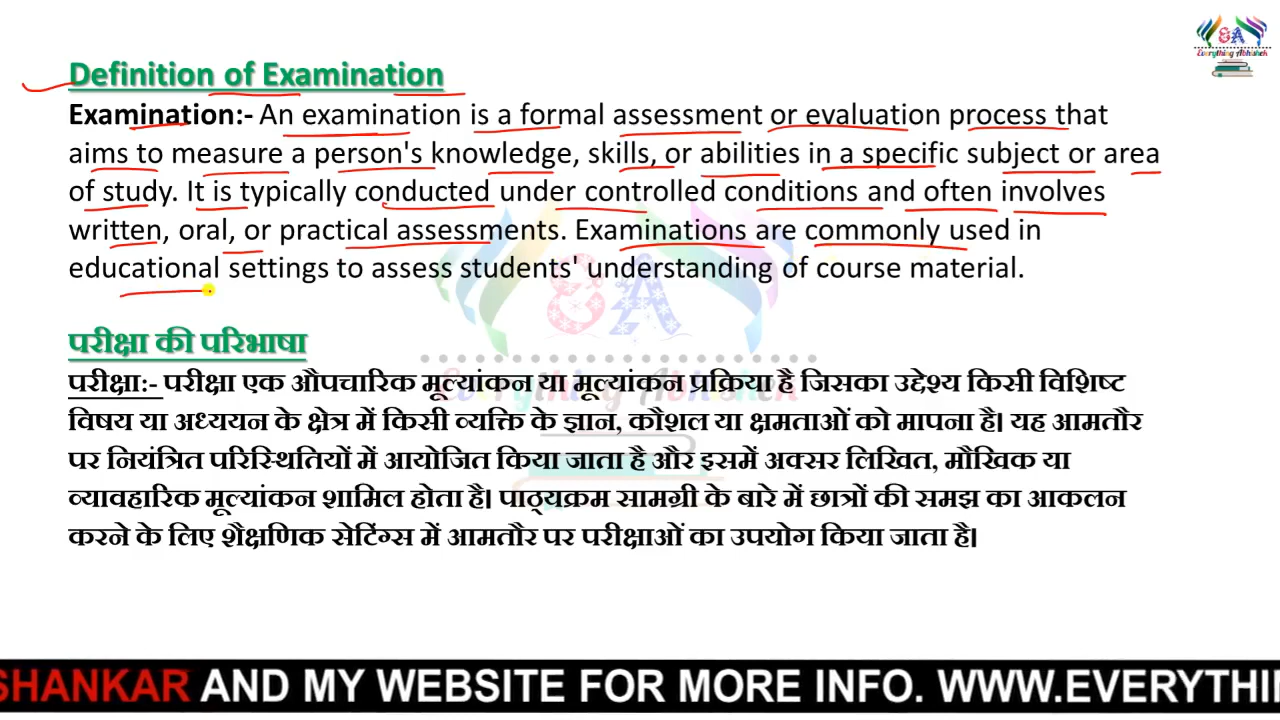 &A
Everything Abhishek
Definition of Examination
Examination:- An examination is a formal assessment or evaluation process that
aims to measure a person's knowledge, skills, or abilities in a specific subject or area
of study. It is typically conducted under controlled conditions and often involves
written, oral, or practical assessments. Examinations are commonly used in
educational settings to assess students' understanding of course material.
&A
Everything Abhishek
परीक्षा की परिभाषा
परीक्षा:- परीक्षा एक औपचारिक मूल्यांकन या मूल्यांकन प्रक्रिया है जिसका उद्देश्य किसी विशिष्ट
विषय या अध्ययन के क्षेत्र में किसी व्यक्ति के ज्ञान, कौशल या क्षमताओं को मापना है। यह आमतौर
पर नियंत्रित परिस्थितियों में आयोजित किया जाता है और इसमें अक्सर लिखित, मौखिक या
व्यावहारिक मूल्यांकन शामिल होता है। पाठ्यक्रम सामग्री के बारे में छात्रों की समझ का आकलन
करने के लिए शैक्षणिक सेटिंग्स में आमतौर पर परीक्षाओं का उपयोग किया जाता है।
SHANKAR AND MY WEBSITE FOR MORE INFO. WWW.EVERYTHI